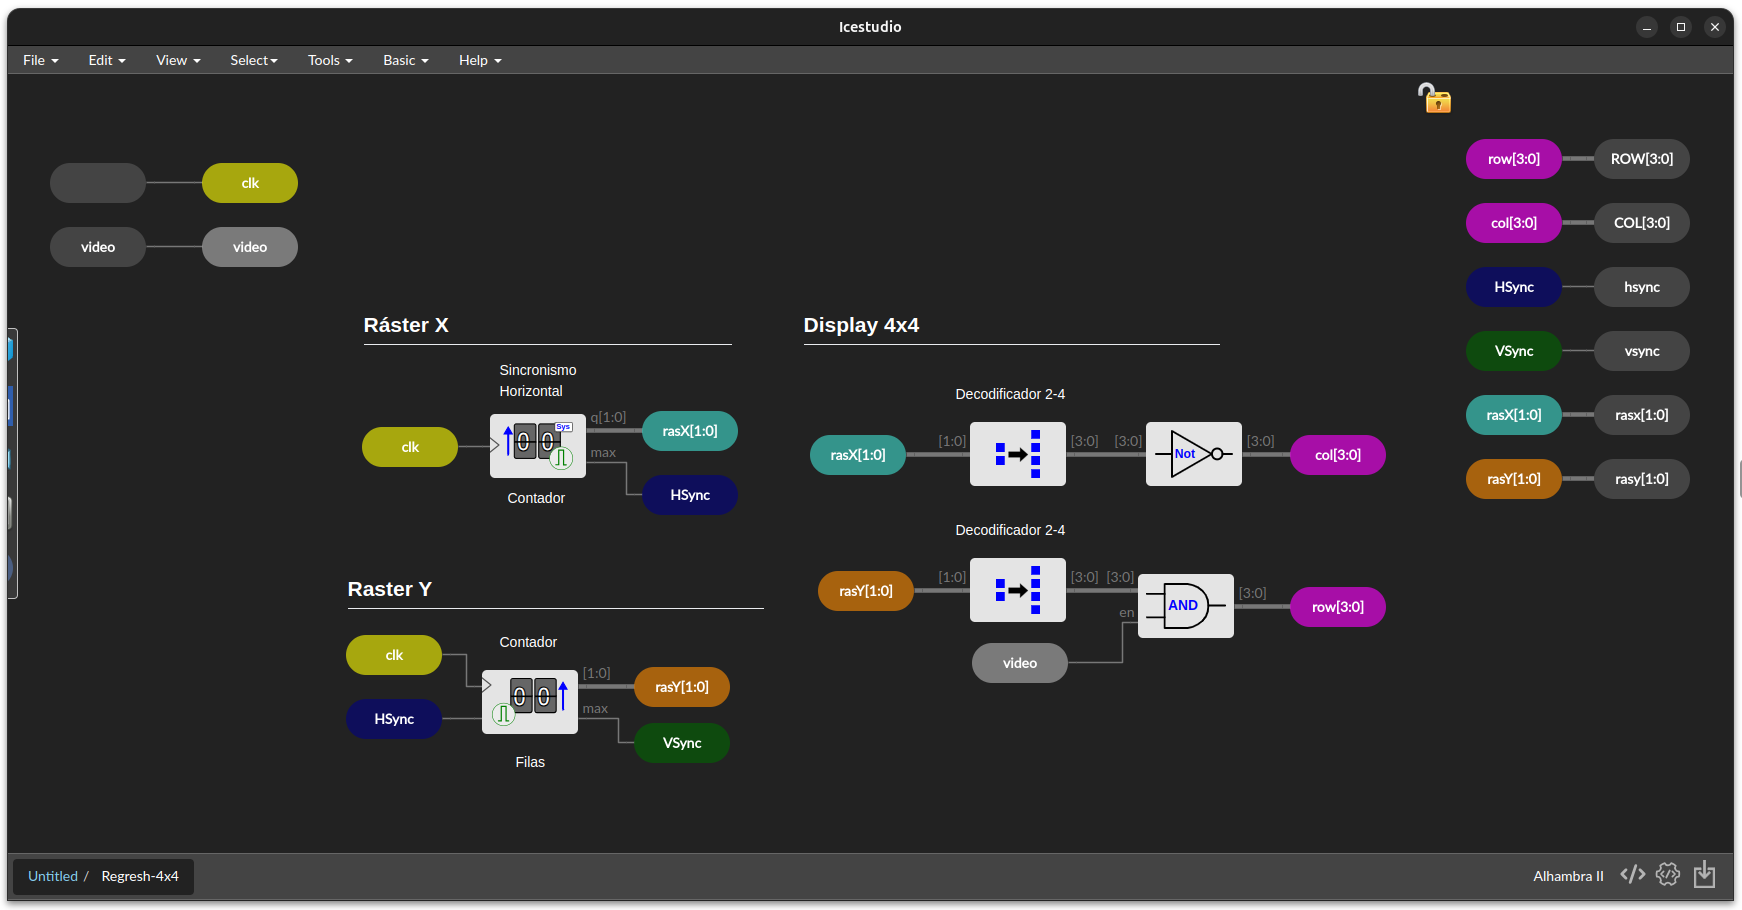 Icestudio
File Edit View Select Tools Basic Help
clk
video video
row[3:0] ROW[3:0]
col[3:0] COL[3:0]
HSync hsync
VSync vsync
rasX[1:0] rasx[1:0]
rasY[1:0] rasy[1:0]
Ráster X
Sincronismo
Horizontal
clk
Sys
0 0
q[1:0]
max
rasX[1:0]
HSync
Contador
Raster Y
Contador
clk
HSync
0 0
[1:0]
max
rasY[1:0]
VSync
Filas
Display 4x4
Decodificador 2-4
rasX[1:0] [1:0] [3:0] [3:0] Not [3:0] col[3:0]
Decodificador 2-4
rasY[1:0] [1:0] [3:0] [3:0] AND [3:0] row[3:0]
en
video
Untitled / Regresh-4x4
Alhambra II